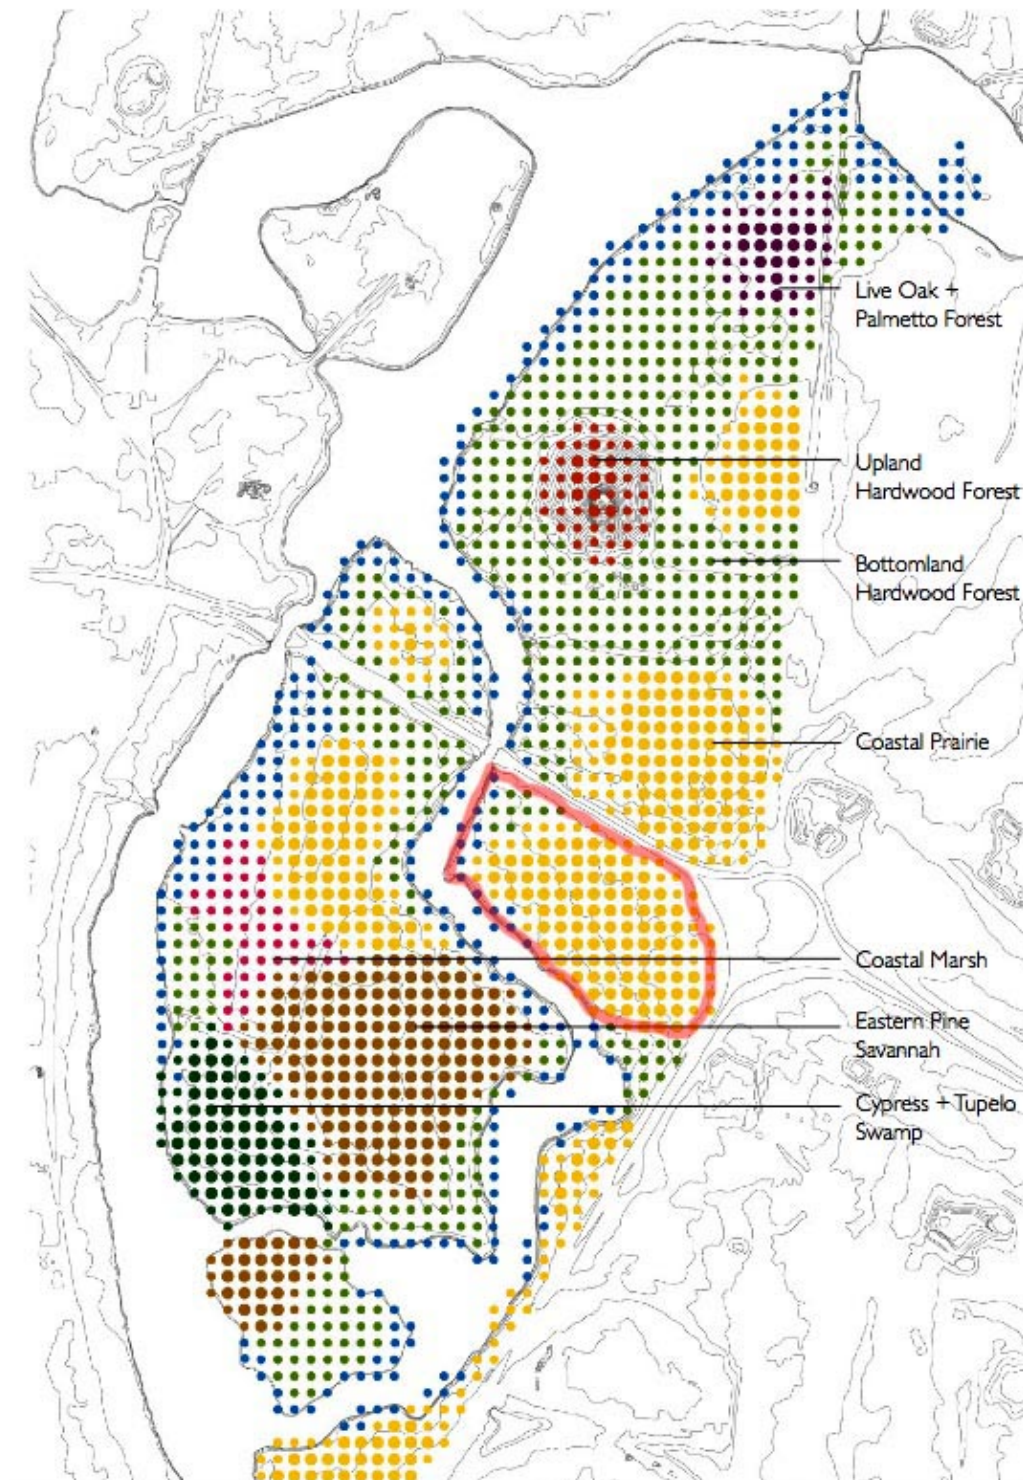 Live Oak +
Palmetto Forest
Upland
Hardwood Forest
Bottomland
Hardwood Forest
Coastal Prairie
Coastal Marsh
Eastern Pine
Savannah
Cypress + Tupelo
Swamp